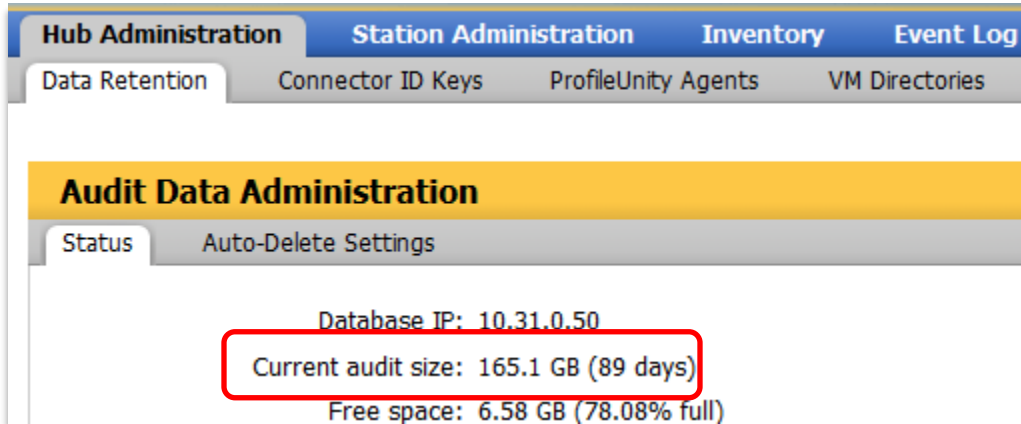 Hub Administration Station Administration Inventory Event Log
Data Retention Connector ID Keys ProfileUnity Agents VM Directories
Audit Data Administration
Status Auto-Delete Settings
Database IP: 10.31.0.50
Current audit size: 165.1 GB (89 days)
Free space: 6.58 GB (78.08% full)